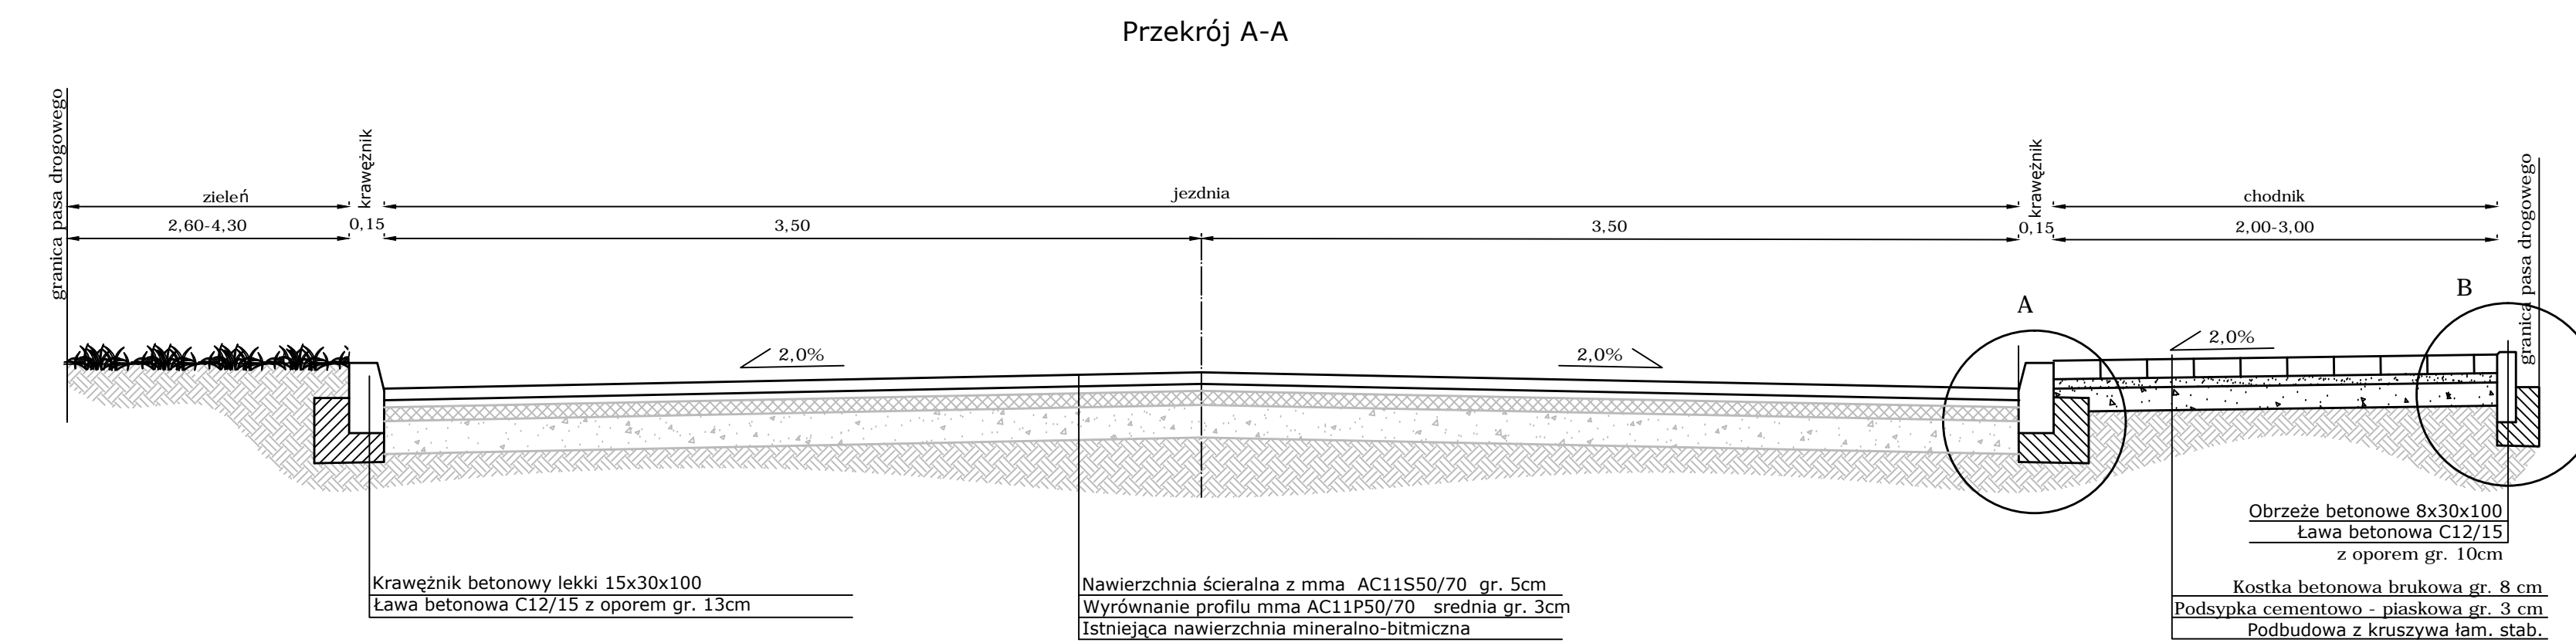 Przekrój A-A
granica pasa drogowego
krawężnik
krawężnik
granica pasa drogowego
zieleń
jezdnia
chodnik
2,60-4,30
0,15
3,50
3,50
0,15
2,00-3,00
A
B
2,0%
2,0%
2,0%
Obrzeże betonowe 8x30x100
Ława betonowa C12/15
z oporem gr. 10cm
Krawężnik betonowy lekki 15x30x100
Ława betonowa C12/15 z oporem gr. 13cm
Nawierzchnia ścieralna z mma AC11S50/70 gr. 5cm
Wyrównanie profilu mma AC11P50/70 srednia gr. 3cm
Istniejąca nawierzchnia mineralno-bitmiczna
Kostka betonowa brukowa gr. 8 cm
Podsypka cementowo - piaskowa gr. 3 cm
Podbudowa z kruszywa łam. stab.